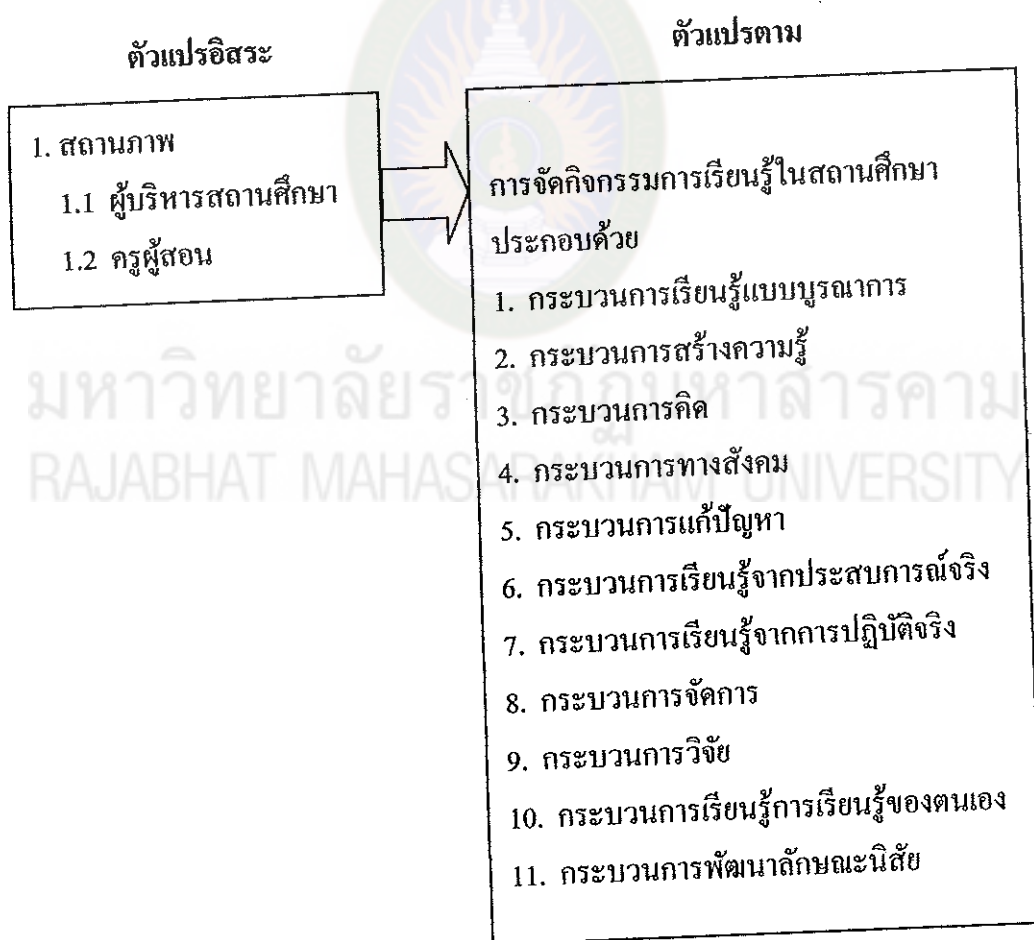 ตัวแปรอิสระ
ตัวแปรตาม
1. สถานภาพ
1.1 ผู้บริหารสถานศึกษา
1.2 ครูผู้สอน
การจัดกิจกรรมการเรียนรู้ในสถานศึกษา
ประกอบด้วย
1. กระบวนการเรียนรู้แบบบูรณาการ
2. กระบวนการสร้างความรู้
3. กระบวนการคิด
4. กระบวนการทางสังคม
5. กระบวนการแก้ปัญหา
6. กระบวนการเรียนรู้จากประสบการณ์จริง
7. กระบวนการเรียนรู้จากการปฏิบัติจริง
8. กระบวนการจัดการ
9. กระบวนการวิจัย
10. กระบวนการเรียนรู้การเรียนรู้ของตนเอง
11. กระบวนการพัฒนาลักษณะนิสัย
มหาวิทยาลัยราชภัฏมหาสารคาม
RAJABHAT MAHASARAKHAM UNIVERSITY